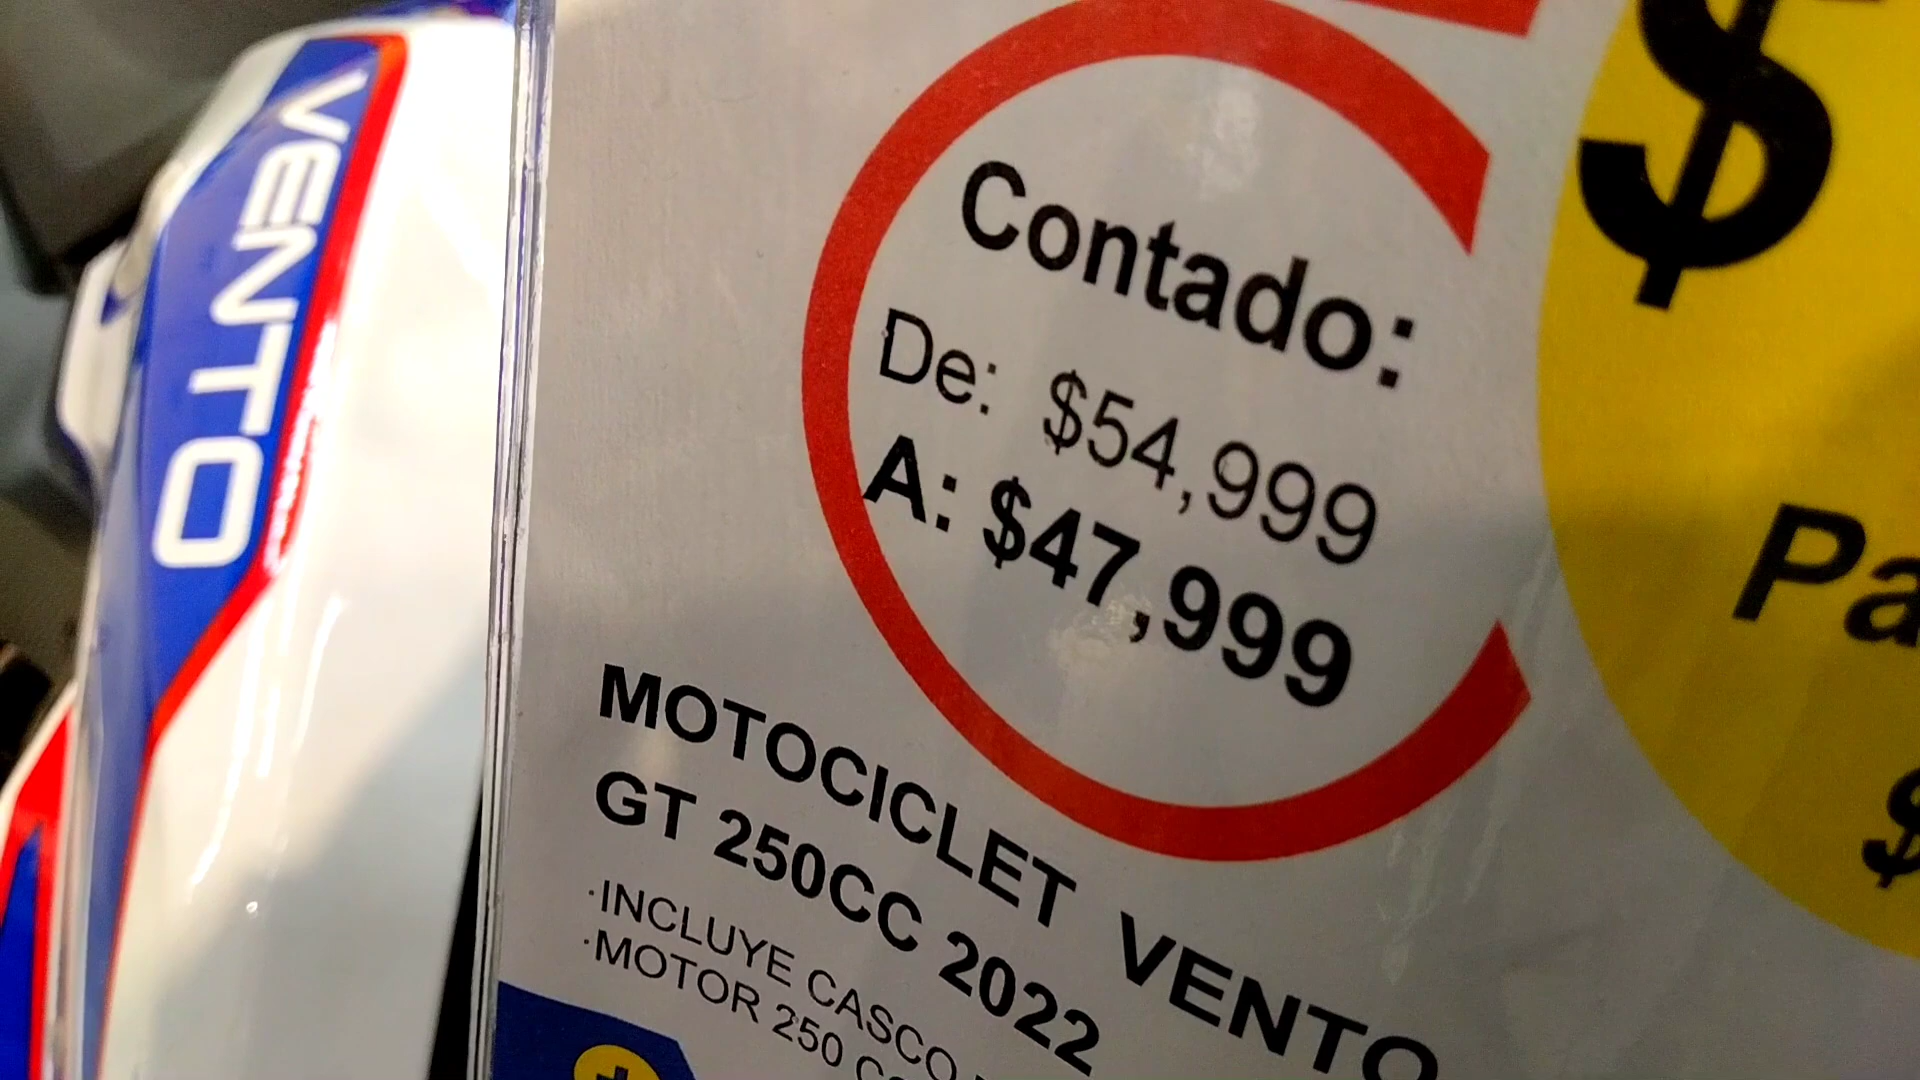 VENTO
Contado:
De: $54,999
A: $47,999
$
Pa
$
MOTOCICLET VENTO
GT 250CC 2022
·INCLUYE CASCO
·MOTOR 250